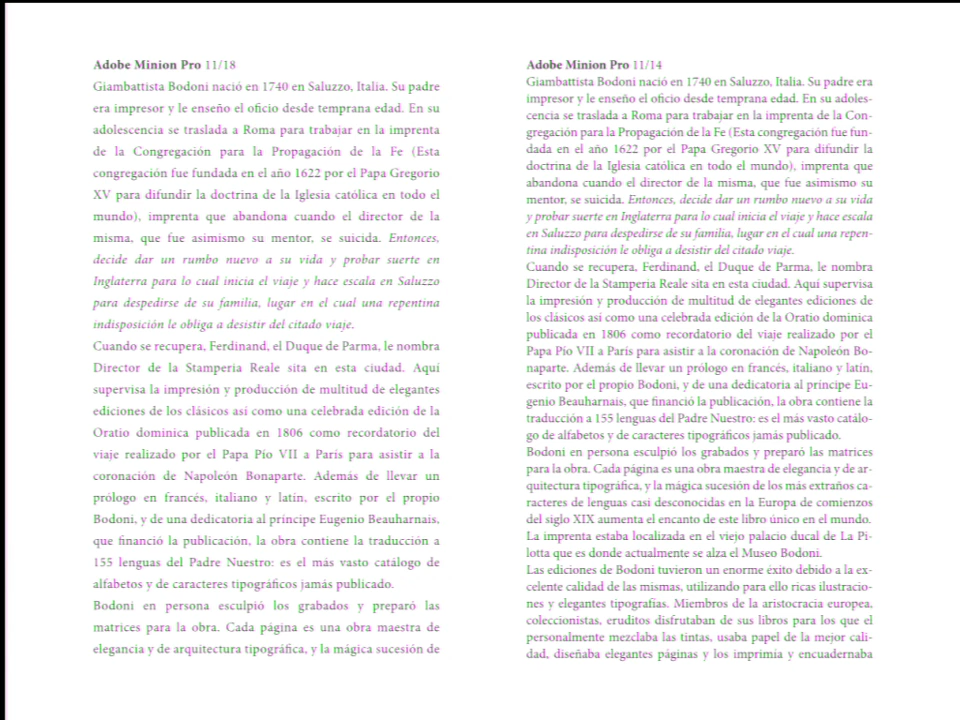 Adobe Minion Pro 11/18
Giambattista Bodoni nació en 1740 en Saluzzo, Italia. Su padre
era impresor y le enseño el oficio desde temprana edad. En su
adolescencia se traslada a Roma para trabajar en la imprenta
de la Congregación para la Propagación de la Fe (Esta
congregación fue fundada en el año 1622 por el Papa Gregorio
XV para difundir la doctrina de la Iglesia católica en todo el
mundo), imprenta que abandona cuando el director de la
misma, que fue asimismo su mentor, se suicida. Entonces,
decide dar un rumbo nuevo a su vida y probar suerte en
Inglaterra para lo cual inicia el viaje y hace escala en Saluzzo
para despedirse de su familia, lugar en el cual una repentina
indisposición le obliga a desistir del citado viaje.
Cuando se recupera, Ferdinand, el Duque de Parma, le nombra
Director de la Stamperia Reale sita en esta ciudad. Aquí
supervisa la impresión y producción de multitud de elegantes
ediciones de los clásicos así como una celebrada edición de la
Oratio dominica publicada en 1806 como recordatorio del
viaje realizado por el Papa Pío VII a París para asistir a la
coronación de Napoleón Bonaparte. Además de llevar un
prólogo en francés, italiano y latín, escrito por el propio
Bodoni, y de una dedicatoria al príncipe Eugenio Beauharnais,
que financió la publicación, la obra contiene la traducción a
155 lenguas del Padre Nuestro: es el más vasto catálogo de
alfabetos y de caracteres tipográficos jamás publicado.
Bodoni en persona esculpió los grabados y preparó las
matrices para la obra. Cada página es una obra maestra de
elegancia y de arquitectura tipográfica, y la mágica sucesión de
Adobe Minion Pro 11/14
Giambattista Bodoni nació en 1740 en Saluzzo, Italia. Su padre era
impresor y le enseño el oficio desde temprana edad. En su adoles-
cencia se traslada a Roma para trabajar en la imprenta de la Con-
gregación para la Propagación de la Fe (Esta congregación fue fun-
dada en el año 1622 por el Papa Gregorio XV para difundir la
doctrina de la Iglesia católica en todo el mundo), imprenta que
abandona cuando el director de la misma, que fue asimismo su
mentor, se suicida. Entonces, decide dar un rumbo nuevo a su vida
y probar suerte en Inglaterra para lo cual inicia el viaje y hace escala
en Saluzzo para despedirse de su familia, lugar en el cual una repen-
tina indisposición le obliga a desistir del citado viaje.
Cuando se recupera, Ferdinand, el Duque de Parma, le nombra
Director de la Stamperia Reale sita en esta ciudad. Aquí supervisa
la impresión y producción de multitud de elegantes ediciones de
los clásicos así como una celebrada edición de la Oratio dominica
publicada en 1806 como recordatorio del viaje realizado por el
Papa Pío VII a París para asistir a la coronación de Napoleón Bo-
naparte. Además de llevar un prólogo en francés, italiano y latín,
escrito por el propio Bodoni, y de una dedicatoria al príncipe Eu-
genio Beauharnais, que financió la publicación, la obra contiene la
traducción a 155 lenguas del Padre Nuestro: es el más vasto catálo-
go de alfabetos y de caracteres tipográficos jamás publicado.
Bodoni en persona esculpió los grabados y preparó las matrices
para la obra. Cada página es una obra maestra de elegancia y de ar-
quitectura tipográfica, y la mágica sucesión de los más extraños ca-
racteres de lenguas casi desconocidas en la Europa de comienzos
del siglo XIX aumenta el encanto de este libro único en el mundo.
La imprenta estaba localizada en el viejo palacio ducal de La Pi-
lotta que es donde actualmente se alza el Museo Bodoni.
Las ediciones de Bodoni tuvieron un enorme éxito debido a la ex-
celente calidad de las mismas, utilizando para ello ricas ilustracio-
nes y elegantes tipografías. Miembros de la aristocracia europea,
coleccionistas, eruditos disfrutaban de sus libros para los que el
personalmente mezclaba las tintas, usaba papel de la mejor cali-
dad, diseñaba elegantes páginas y los imprimía y encuadernaba